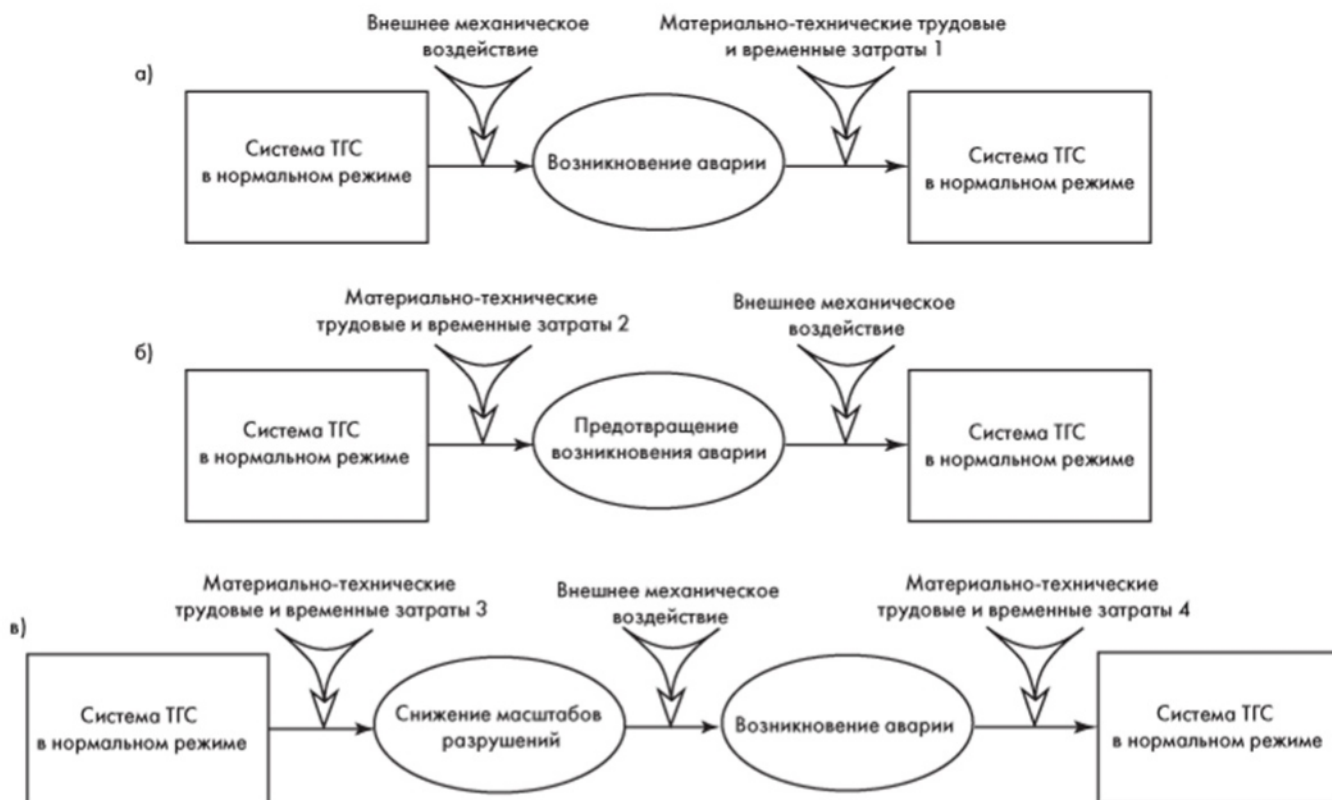 Внешнее механическое
воздействие
Материально-технические трудовые
и временные затраты 1
а)
Система ТГС
в нормальном режиме
Возникновение аварии
Система ТГС
в нормальном режиме
Материально-технические
трудовые и временные затраты 2
Внешнее механическое
воздействие
б)
Система ТГС
в нормальном режиме
Предотвращение
возникновения аварии
Система ТГС
в нормальном режиме
Материально-технические
трудовые и временные затраты 3
Внешнее механическое
воздействие
Материально-технические
трудовые и временные затраты 4
в)
Система ТГС
в нормальном режиме
Снижение масштабов
разрушений
Возникновение аварии
Система ТГС
в нормальном режиме